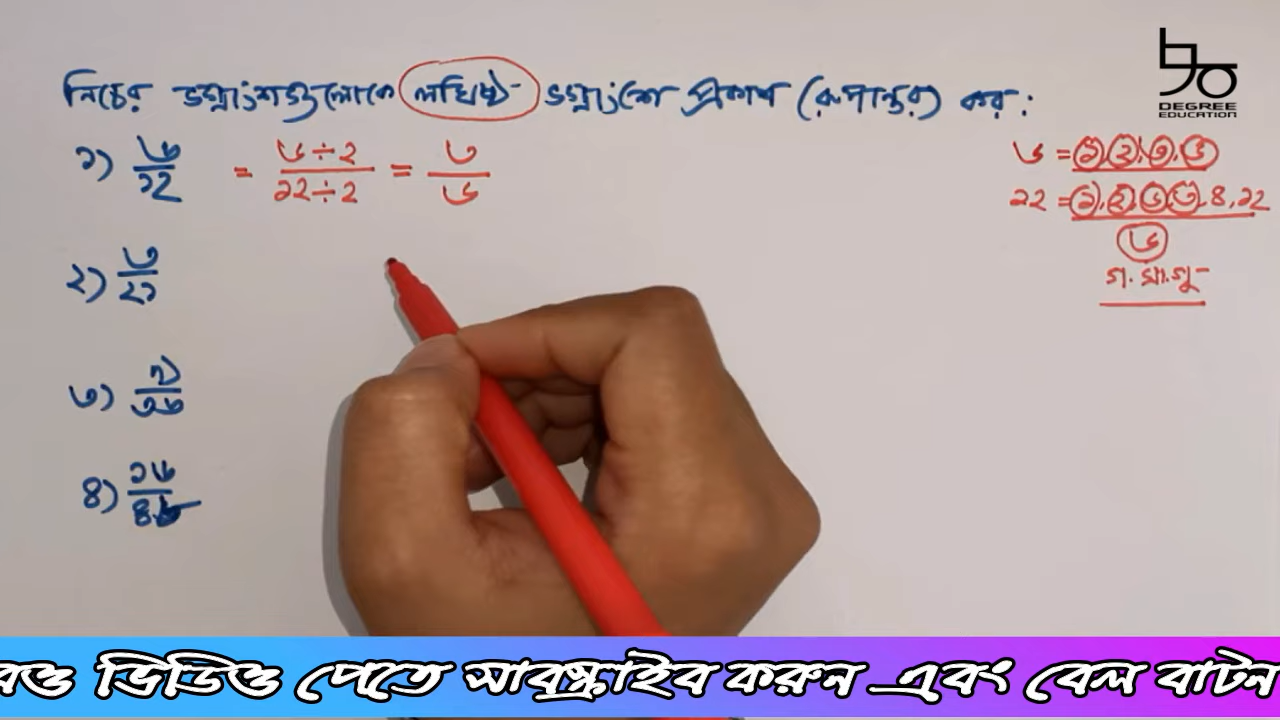 নিচের ভগ্নাংশগুলোকে লঘিষ্ঠ ভগ্নাংশে প্রকাশ (রূপান্তর) কর:
১) ৬/১২ = ৬÷২/১২÷২ = ৩/৬
২) ৩/২১
৩) ৯/৩৬
৪) ১৬/৪৮
৬ = ১, ২, ৩, ৬
১২ = ১, ২, ৬, ৩, ৪, ১২
৬
গ.সা.গু
DEGREE
EDUCATION
ভিডিও পেতে সাবস্ক্রাইব করুন এবং বেল বাটন